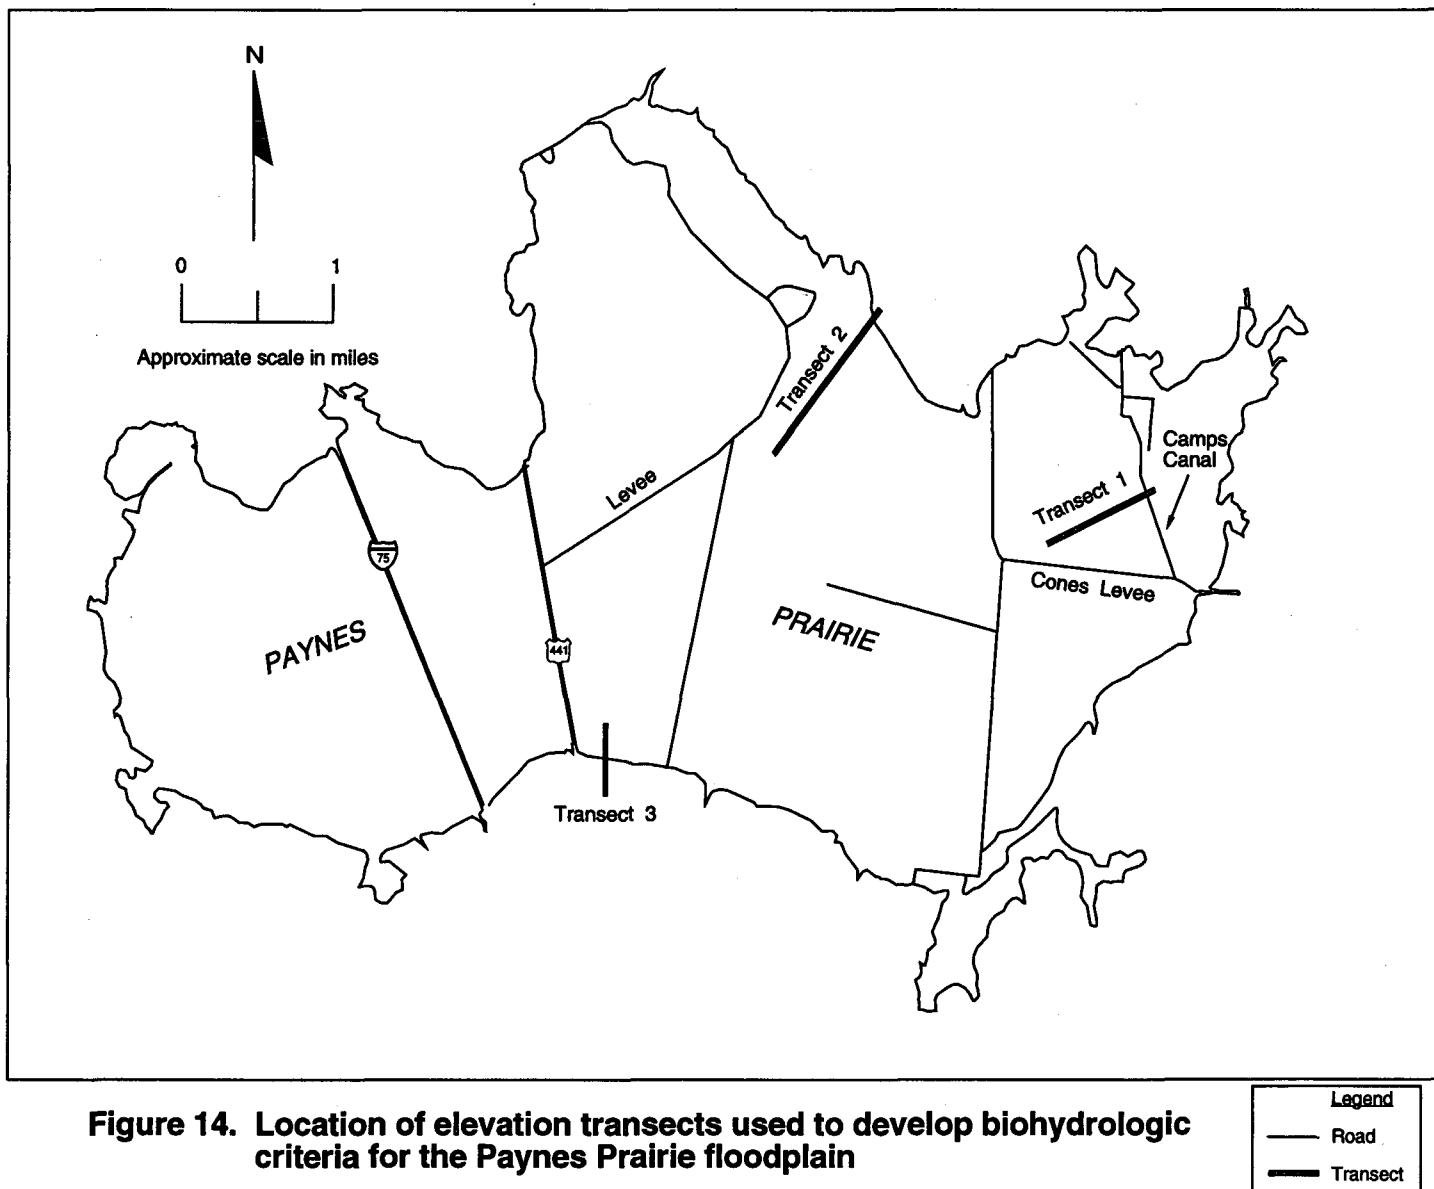 N
0 1
Approximate scale in miles
Transect 2
Camps
Canal
Levee
Transect 1
75
Cones Levee
PAYNES
PRAIRIE
441
Transect 3
Figure 14. Location of elevation transects used to develop biohydrologic
criteria for the Paynes Prairie floodplain
Legend
Road
Transect